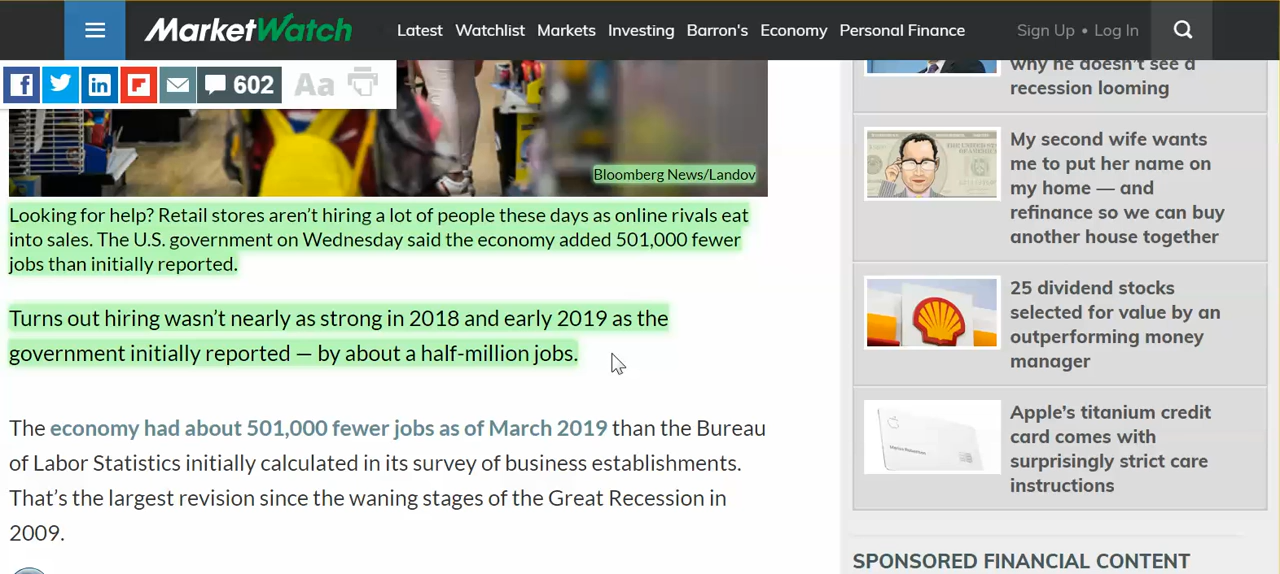 MarketWatch
Latest Watchlist Markets Investing Barron's Economy Personal Finance
Sign Up • Log In
602
Aa
Bloomberg News/Landov
Looking for help? Retail stores aren’t hiring a lot of people these days as online rivals eat
into sales. The U.S. government on Wednesday said the economy added 501,000 fewer
jobs than initially reported.
Turns out hiring wasn’t nearly as strong in 2018 and early 2019 as the
government initially reported — by about a half-million jobs.
The economy had about 501,000 fewer jobs as of March 2019 than the Bureau
of Labor Statistics initially calculated in its survey of business establishments.
That’s the largest revision since the waning stages of the Great Recession in
2009.
why he doesn’t see a
recession looming
My second wife wants
me to put her name on
my home — and
refinance so we can buy
another house together
25 dividend stocks
selected for value by an
outperforming money
manager
Apple’s titanium credit
card comes with
surprisingly strict care
instructions
SPONSORED FINANCIAL CONTENT